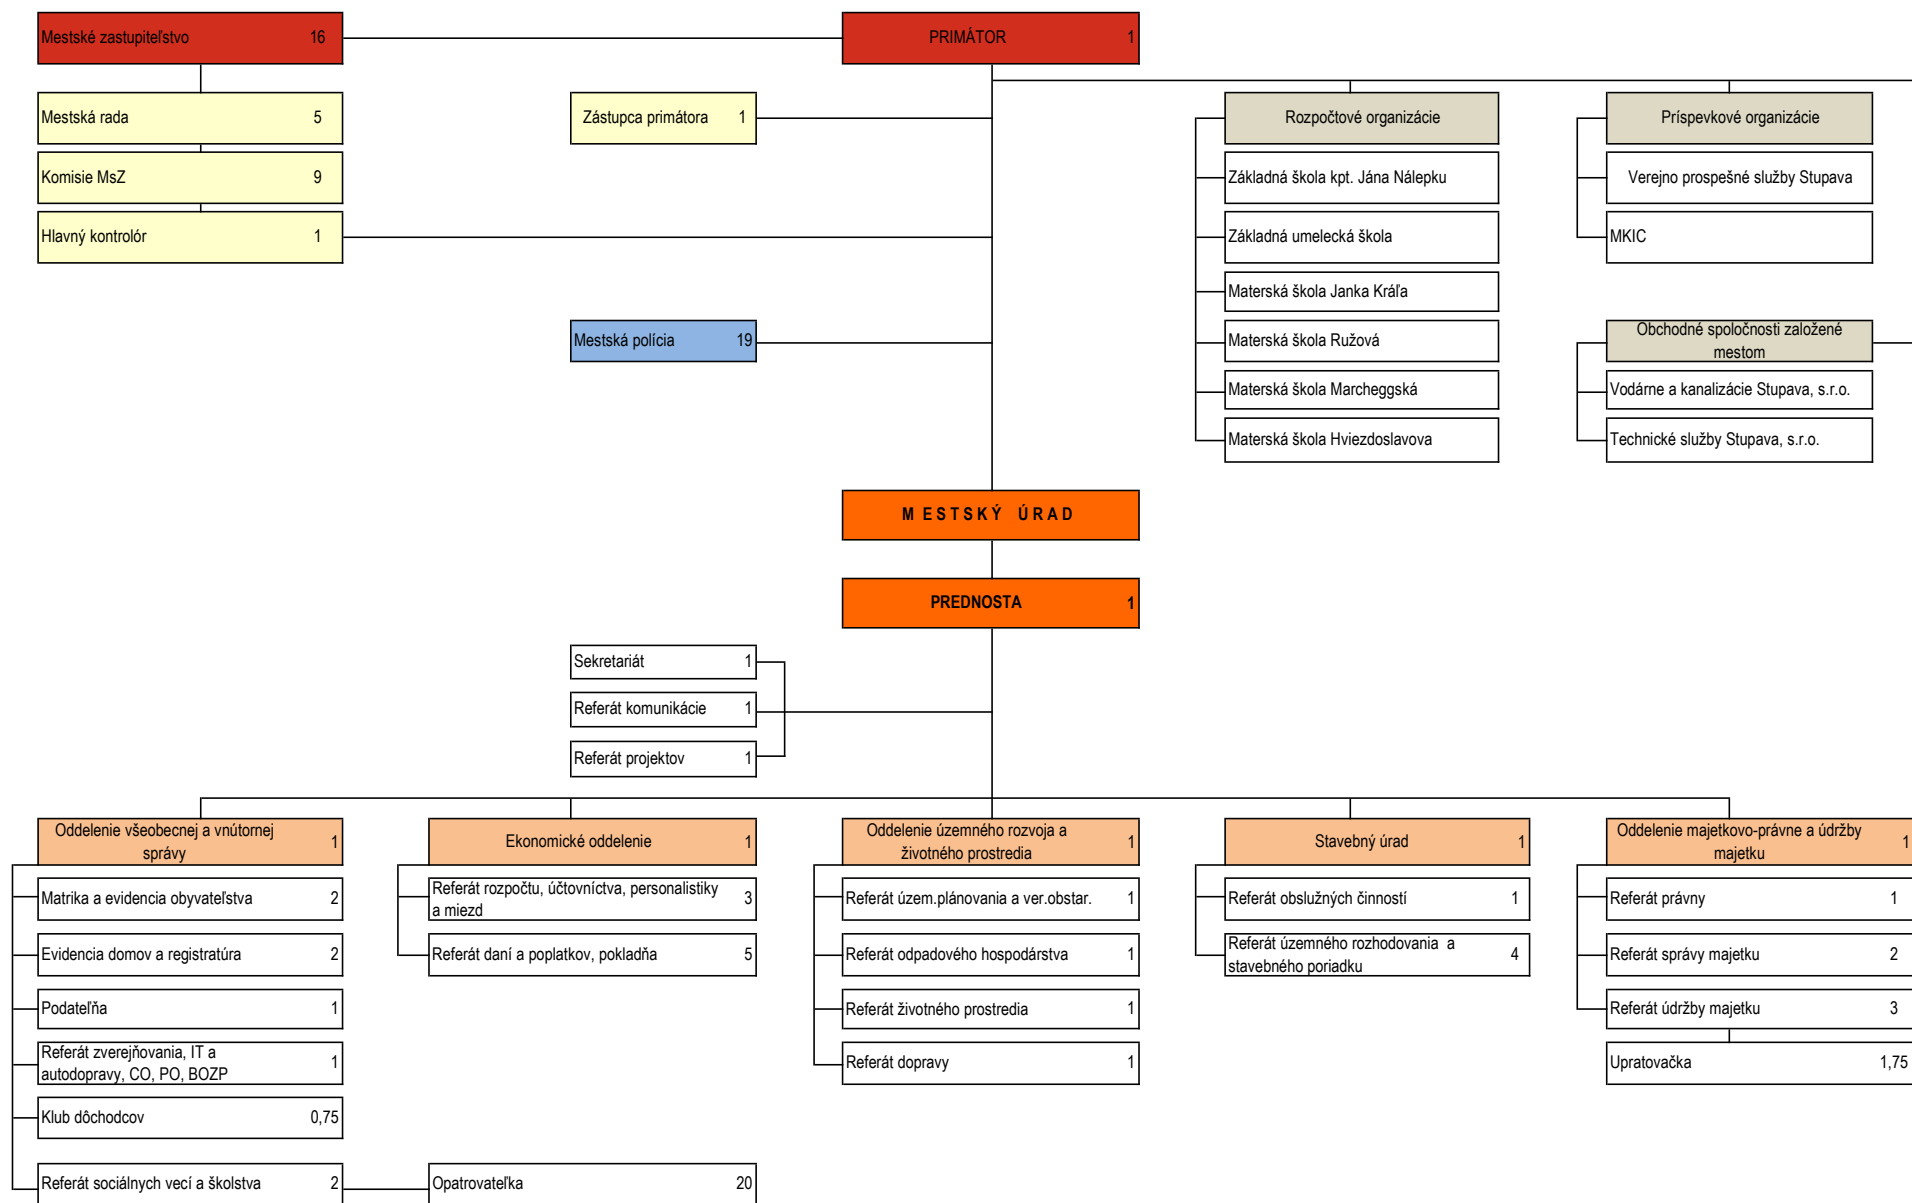 Mestské zastupiteľstvo 16
PRIMÁTOR 1
Mestská rada 5
Zástupca primátora 1
Rozpočtové organizácie
Príspevkové organizácie
Komisie MsZ 9
Základná škola kpt. Jána Nálepku
Verejno prospešné služby Stupava
Hlavný kontrolór 1
Základná umelecká škola
MKIC
Materská škola Janka Kráľa
Mestská polícia 19
Materská škola Ružová
Obchodné spoločnosti založené
mestom
Materská škola Marcheggská
Vodárne a kanalizácie Stupava, s.r.o.
Materská škola Hviezdoslavova
Technické služby Stupava, s.r.o.
MESTSKÝ ÚRAD
PREDNOSTA 1
Sekretariát 1
Referát komunikácie 1
Referát projektov 1
Oddelenie všeobecnej a vnútornej
správy 1
Ekonomické oddelenie 1
Oddelenie územného rozvoja a
životného prostredia 1
Stavebný úrad 1
Oddelenie majetkovo-právne a údržby
majetku 1
Matrika a evidencia obyvateľstva 2
Referát rozpočtu, účtovníctva, personalistiky
a miezd 3
Referát územ.plánovania a ver.obstar. 1
Referát obslužných činností 1
Referát právny 1
Evidencia domov a registratúra 2
Referát daní a poplatkov, pokladňa 5
Referát odpadového hospodárstva 1
Referát územného rozhodovania a
stavebného poriadku 4
Referát správy majetku 2
Podateľňa 1
Referát životného prostredia 1
Referát údržby majetku 3
Referát zverejňovania, IT a
autodopravy, CO, PO, BOZP 1
Referát dopravy 1
Upratovačka 1,75
Klub dôchodcov 0,75
Referát sociálnych vecí a školstva 2
Opatrovateľka 20